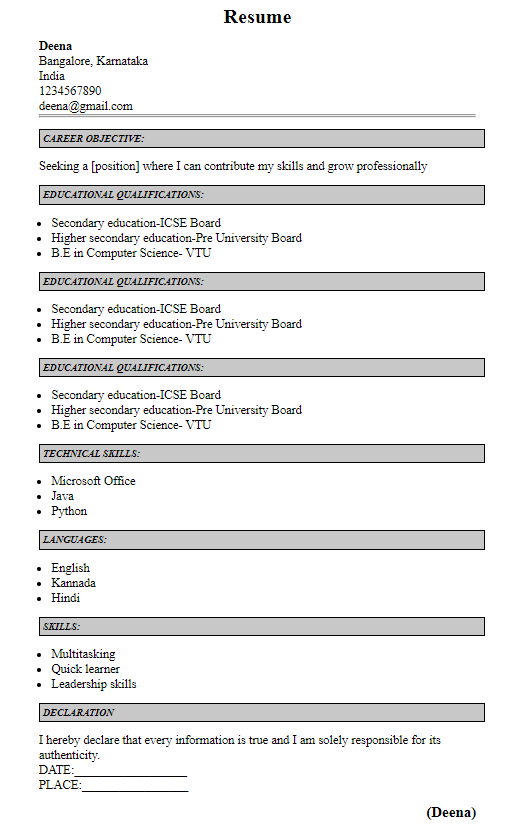 Resume
Deena
Bangalore, Karnataka
India
1234567890
deena@gmail.com
CAREER OBJECTIVE:
Seeking a [position] where I can contribute my skills and grow professionally
EDUCATIONAL QUALIFICATIONS:
• Secondary education-ICSE Board
• Higher secondary education-Pre University Board
• B.E in Computer Science- VTU
EDUCATIONAL QUALIFICATIONS:
• Secondary education-ICSE Board
• Higher secondary education-Pre University Board
• B.E in Computer Science- VTU
EDUCATIONAL QUALIFICATIONS:
• Secondary education-ICSE Board
• Higher secondary education-Pre University Board
• B.E in Computer Science- VTU
TECHNICAL SKILLS:
• Microsoft Office
• Java
• Python
LANGUAGES:
• English
• Kannada
• Hindi
SKILLS:
• Multitasking
• Quick learner
• Leadership skills
DECLARATION
I hereby declare that every information is true and I am solely responsible for its
authenticity.
DATE:__________________
PLACE:_________________
(Deena)